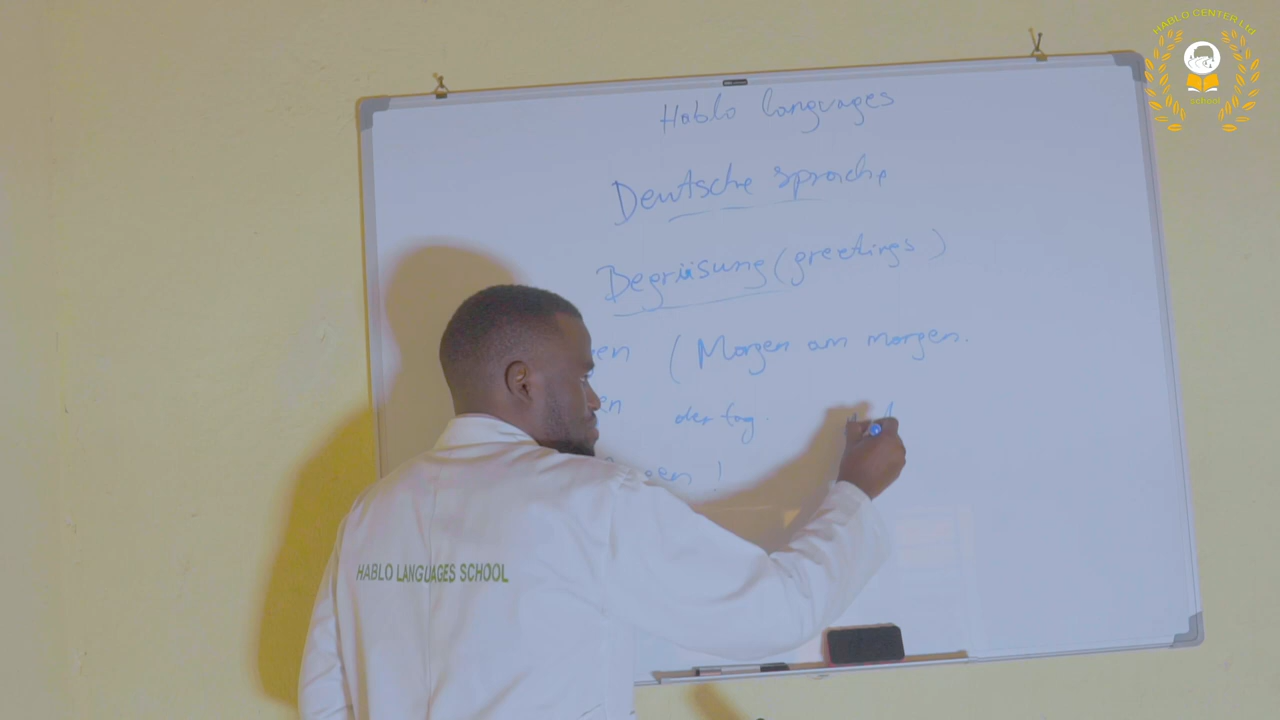 HABLO CENTER Ltd
school
Hablo languages
Deutsche sprache
Begrüsung (greetings)
en (Morgen am morgen.
en der tag.
een !
HABLO LANGUAGES SCHOOL